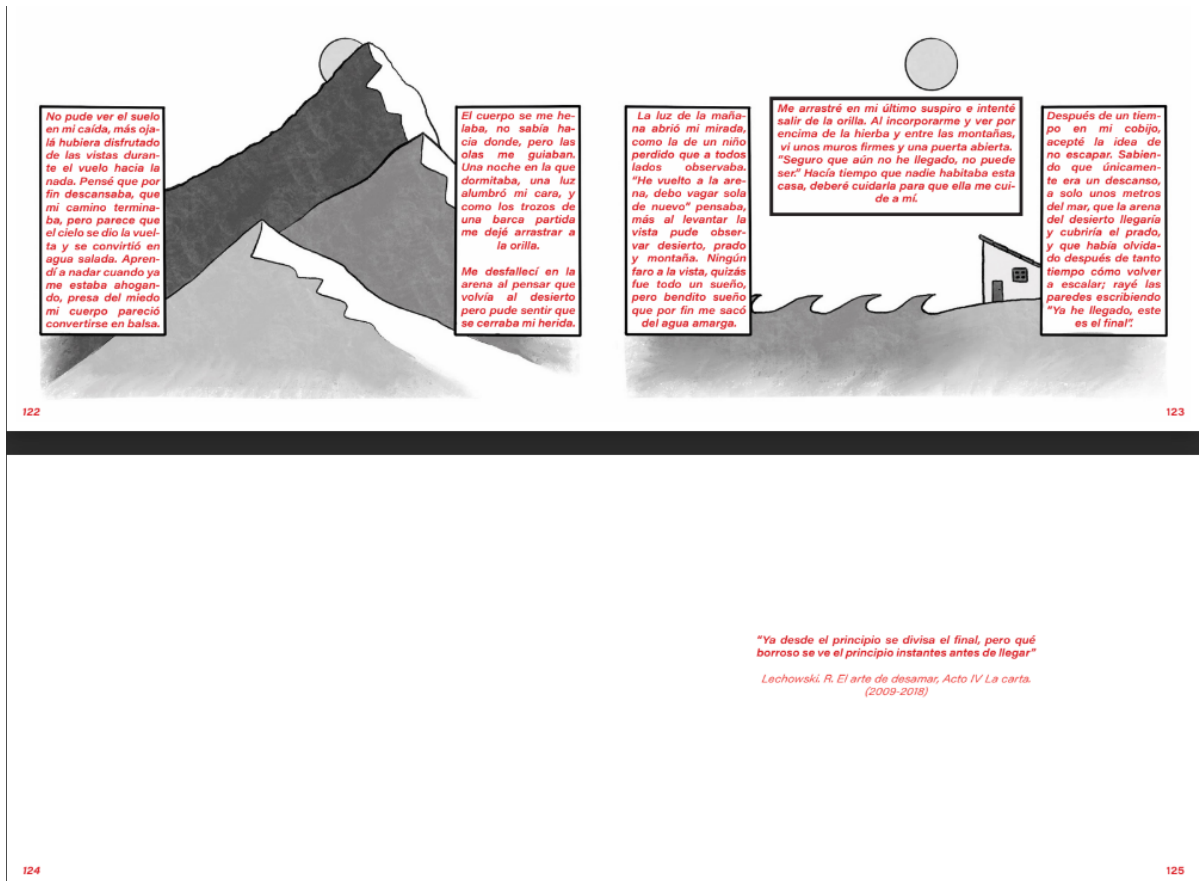 No pude ver el suelo
en mi caída, más oja-
lá hubiera disfrutado
de las vistas duran-
te el vuelo hacia la
nada. Pensé que por
fin descansaba, que
mi camino termina-
ba, pero parece que
el cielo se dio la vuel-
ta y se convirtió en
agua salada. Apren-
dí a nadar cuando ya
me estaba ahogan-
do, presa del miedo
mi cuerpo pareció
convertirse en balsa.
El cuerpo se me he-
laba, no sabía ha-
cia donde, pero las
olas me guiaban.
Una noche en la que
dormitaba, una luz
alumbró mi cara, y
como los trozos de
una barca partida
me dejé arrastrar a
la orilla.
Me desfallecí en la
arena al pensar que
volvía al desierto
pero pude sentir que
se cerraba mi herida.
122
La luz de la maña-
na abrió mi mirada,
como la de un niño
perdido que a todos
lados observaba.
"He vuelto a la are-
na, debo vagar sola
de nuevo" pensaba,
más al levantar la
vista pude obser-
var desierto, prado
y montaña. Ningún
faro a la vista, quizás
fue todo un sueño,
pero bendito sueño
que por fin me sacó
del agua amarga.
Me arrastré en mi último suspiro e intenté
salir de la orilla. Al incorporarme y ver por
encima de la hierba y entre las montañas,
vi unos muros firmes y una puerta abierta.
"Seguro que aún no he llegado, no puede
ser." Hacía tiempo que nadie habitaba esta
casa, deberé cuidarla para que ella me cui-
de a mí.
Después de un tiem-
po en mi cobijo,
acepté la idea de
no escapar. Sabien-
do que únicamen-
te era un descanso,
a solo unos metros
del mar, que la arena
del desierto llegaría
y cubriría el prado,
y que había olvida-
do después de tanto
tiempo cómo volver
a escalar; rayé las
paredes escribiendo
"Ya he llegado, este
es el final".
123
124
"Ya desde el principio se divisa el final, pero qué
borroso se ve el principio instantes antes de llegar"
Lechowski. R. El arte de desamar, Acto IV La carta.
(2009-2018)
125